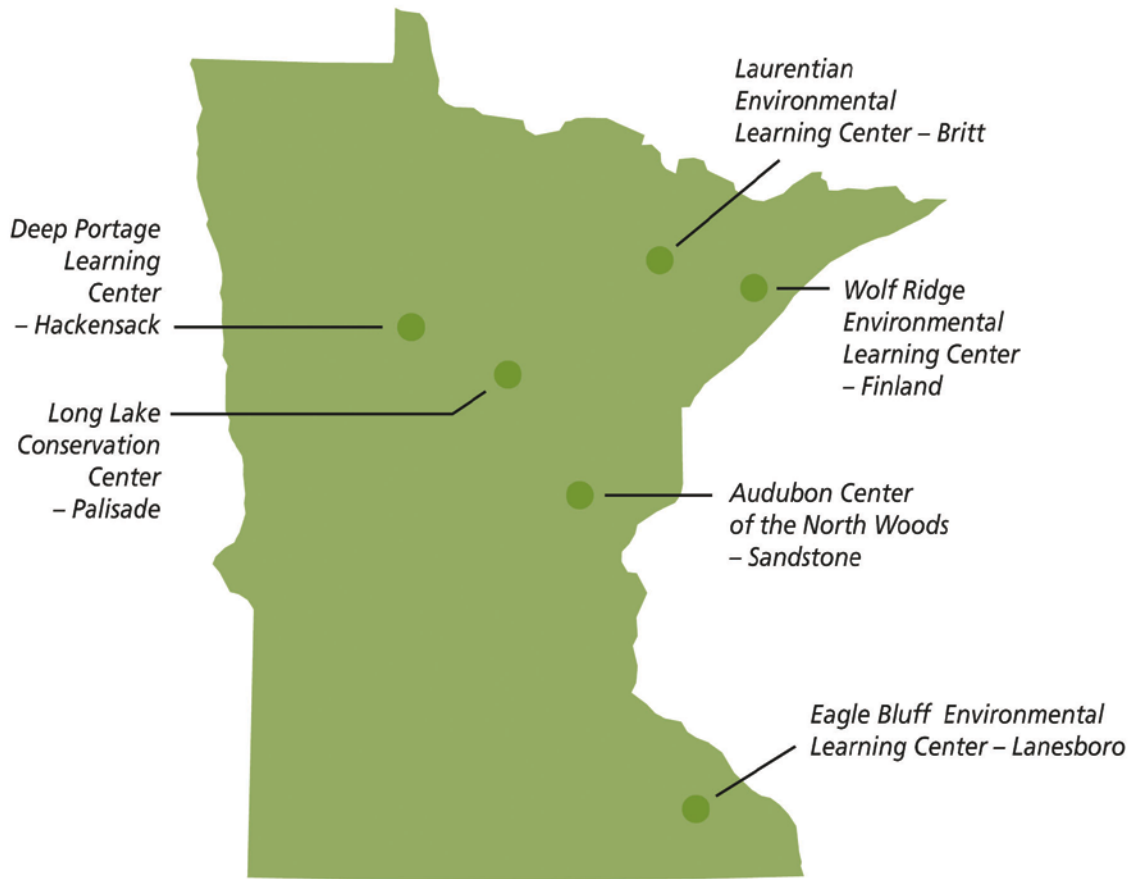 Laurentian
Environmental
Learning Center – Britt
Deep Portage
Learning
Center
– Hackensack
Wolf Ridge
Environmental
Learning Center
– Finland
Long Lake
Conservation
Center
– Palisade
Audubon Center
of the North Woods
– Sandstone
Eagle Bluff Environmental
Learning Center – Lanesboro